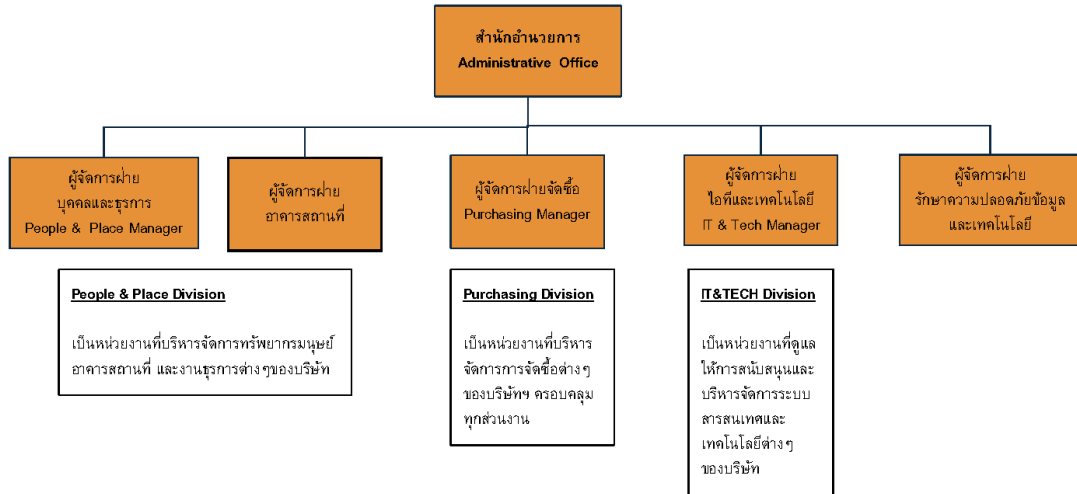 สำนักอำนวยการ
Administrative Office
ผู้จัดการฝ่าย
บุคคลและธุรการ
People & Place Manager
ผู้จัดการฝ่าย
อาคารสถานที่
ผู้จัดการฝ่ายจัดซื้อ
Purchasing Manager
ผู้จัดการฝ่าย
ไอทีและเทคโนโลยี
IT & Tech Manager
ผู้จัดการฝ่าย
รักษาความปลอดภัยข้อมูล
และเทคโนโลยี
People & Place Division
เป็นหน่วยงานที่บริหารจัดการทรัพยากรมนุษย์
อาคารสถานที่ และงานธุรการต่างๆของบริษัท
Purchasing Division
เป็นหน่วยงานที่บริหาร
จัดการการจัดซื้อต่างๆ
ของบริษัทฯ ครอบคลุม
ทุกส่วนงาน
IT&TECH Division
เป็นหน่วยงานที่ดูแล
ให้การสนับสนุนและ
บริหารจัดการระบบ
สารสนเทศและ
เทคโนโลยีต่างๆ
ของบริษัท